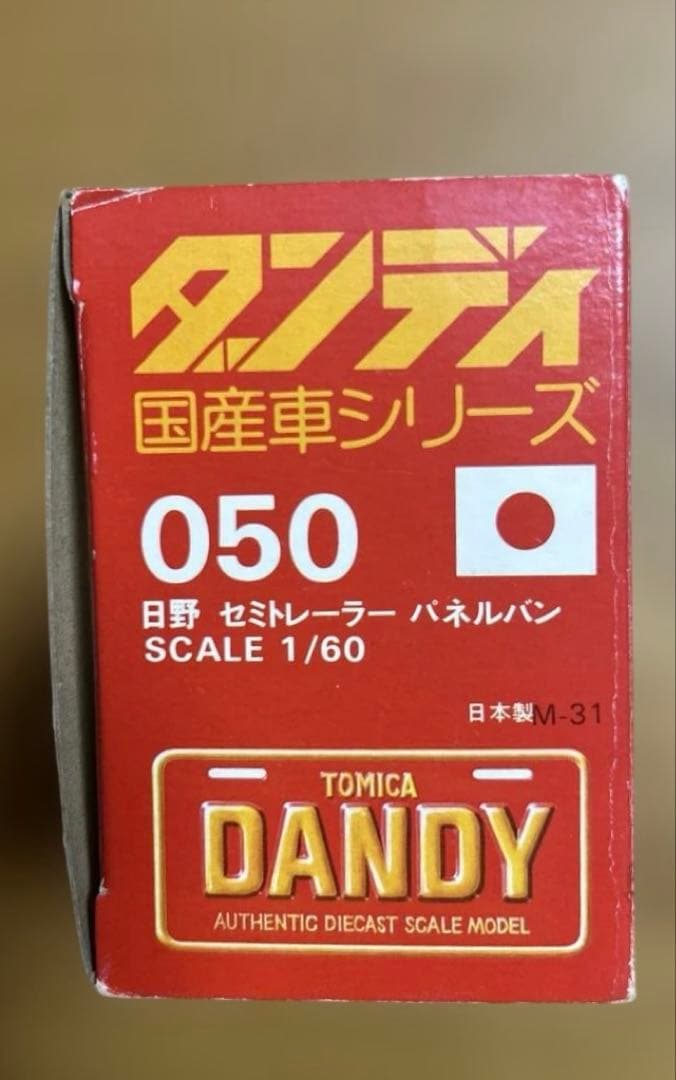 ダンディ
国産車シリーズ
050
日野 セミトレーラー パネルバン
SCALE 1/60
日本製M-31
TOMICA
DANDY
AUTHENTIC DIECAST SCALE MODEL